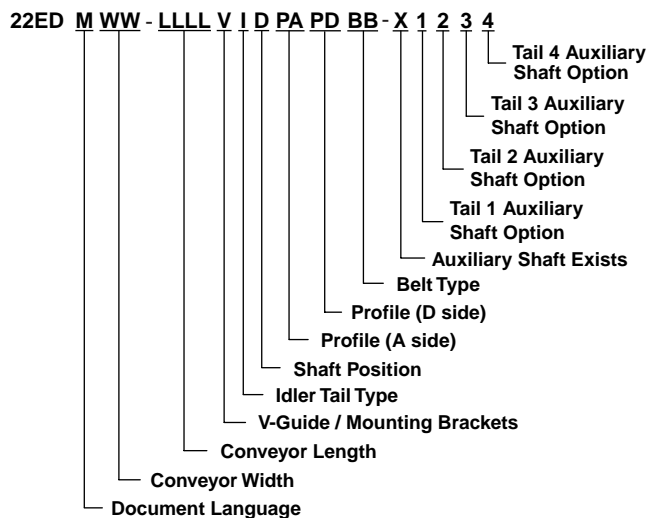 22ED M WW - LLLL V I D PA PD BB - X 1 2 3 4
Tail 4 Auxiliary
Shaft Option
Tail 3 Auxiliary
Shaft Option
Tail 2 Auxiliary
Shaft Option
Tail 1 Auxiliary
Shaft Option
Auxiliary Shaft Exists
Belt Type
Profile (D side)
Profile (A side)
Shaft Position
Idler Tail Type
V-Guide / Mounting Brackets
Conveyor Length
Conveyor Width
Document Language